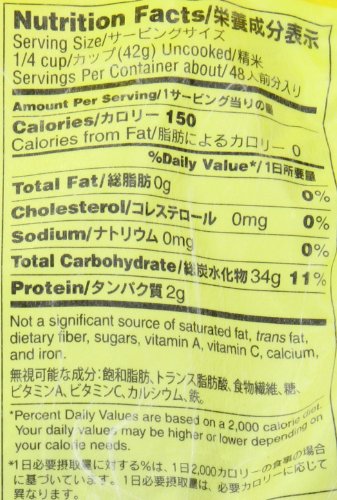 Nutrition Facts/栄養成分表示
Serving Size/サービングサイズ
1/4 cup/カップ(42g) Uncooked/精米
Servings Per Container about/48人前分入り
Amount Per Serving/1サービング当りの量
Calories/カロリー 150
Calories from Fat/脂肪によるカロリー 0
%Daily Value*/1日所要量
Total Fat/総脂肪0g 0%
Cholesterol/コレステロール 0mg 0%
Sodium/ナトリウム0mg 0%
Total Carbohydrate/総炭水化物34g 11%
Protein/タンパク質2g
Not a significant source of saturated fat, trans fat,
dietary fiber, sugars, vitamin A, vitamin C, calcium,
and iron.
無視可能な成分：飽和脂肪、トランス脂肪酸、食物繊維、糖、
ビタミンA、ビタミンC、カルシウム、鉄。
*Percent Daily Values are based on a 2,000 calorie diet.
Your daily values may be higher or lower depending on
your calorie needs.
*1日必要摂取量に対する%は、1日2,000カロリーの食事の場合
に基づいています。1日必要摂取量は、必要カロリーに応じて
異なります。